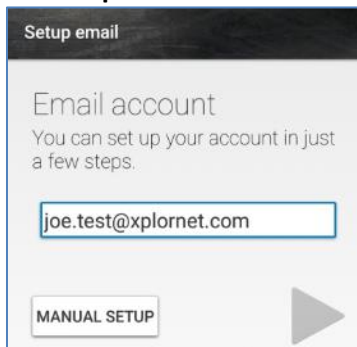 Setup email
Email account
You can set up your account in just
a few steps.
joe.test@xplornet.com
MANUAL SETUP